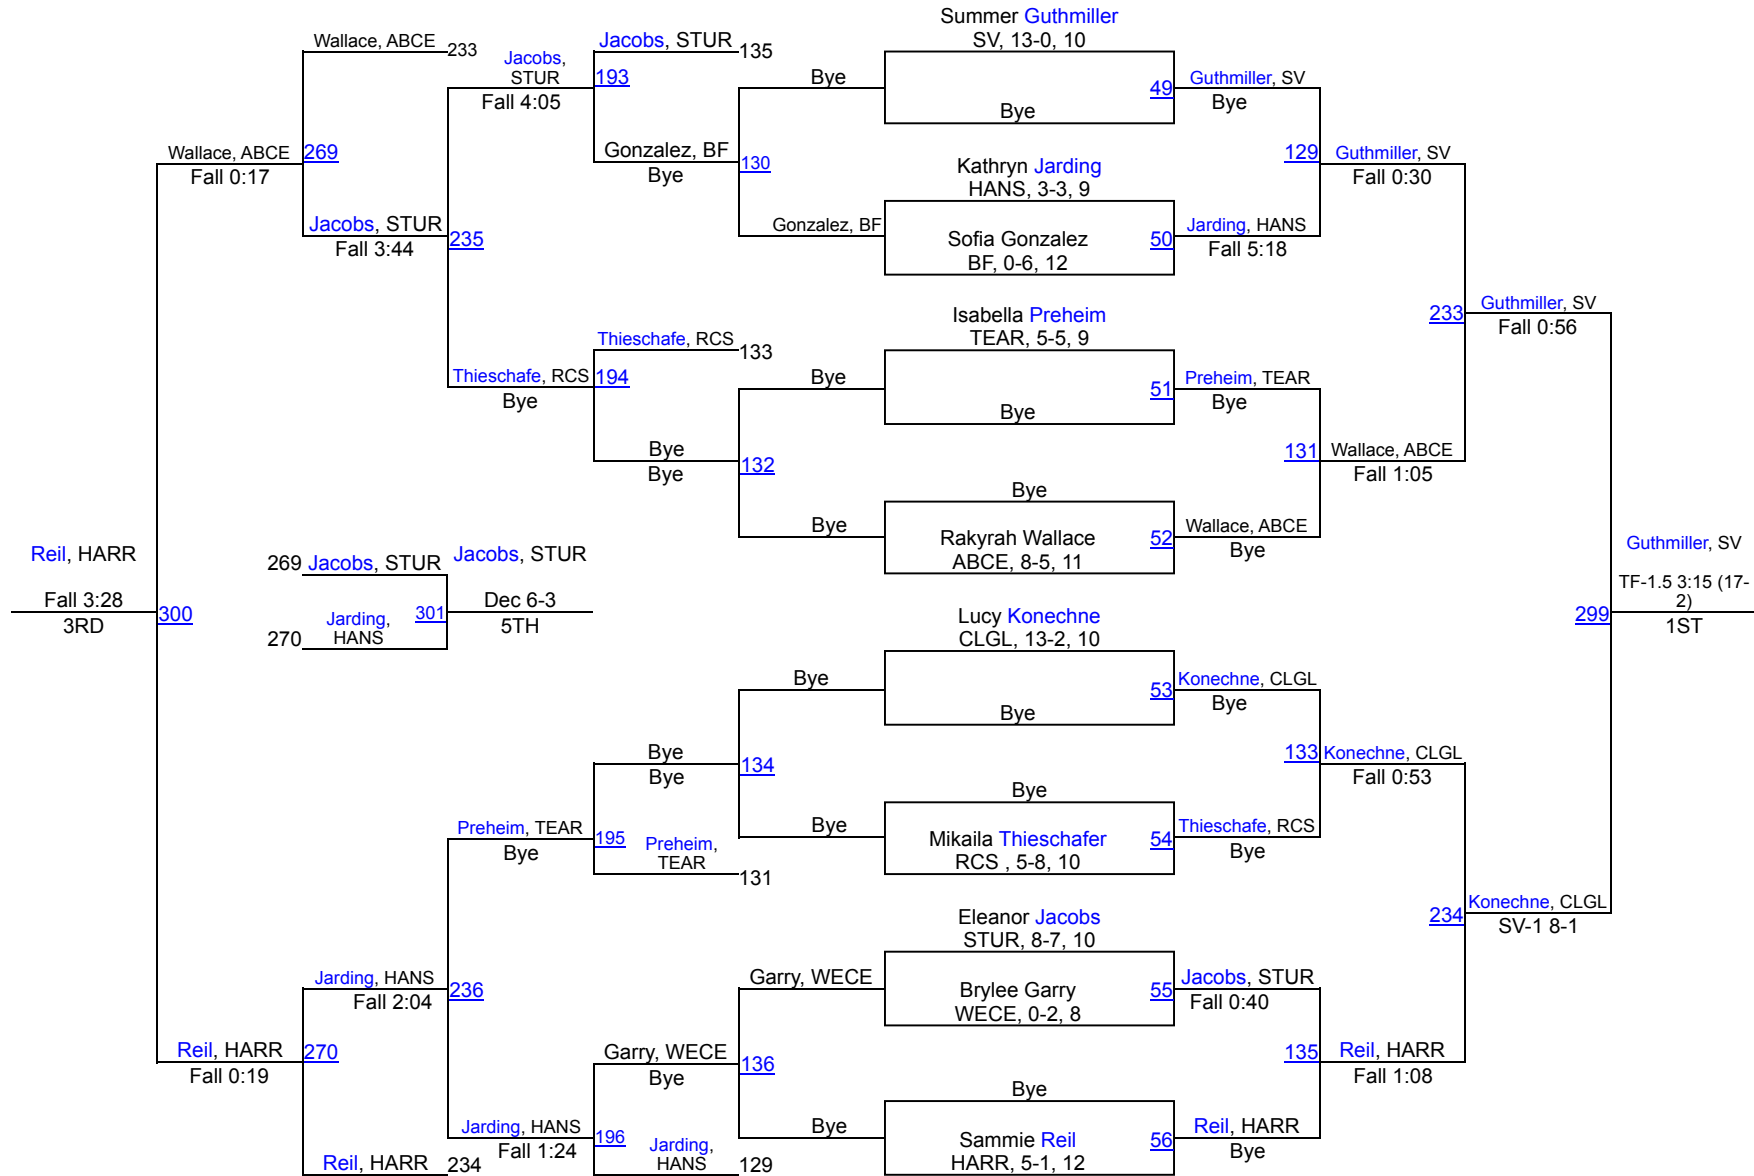 Summer Guthmiller
SV, 13-0, 10
Bye
49
Kathryn Jarding
HANS, 3-3, 9
Sofia Gonzalez
BF, 0-6, 12
50
Isabella Preheim
TEAR, 5-5, 9
Bye
51
Bye
Rakyrah Wallace
ABCE, 8-5, 11
52
Lucy Konechne
CLGL, 13-2, 10
Bye
53
Bye
Mikaila Thieschafer
RCS , 5-8, 10
54
Eleanor Jacobs
STUR, 8-7, 10
Brylee Garry
WECE, 0-2, 8
55
Bye
Sammie Reil
HARR, 5-1, 12
56
Guthmiller, SV
Bye
129
Jarding, HANS
Fall 5:18
Preheim, TEAR
Bye
131
Wallace, ABCE
Bye
Konechne, CLGL
Bye
133
Thieschafe, RCS
Bye
Jacobs, STUR
Fall 0:40
135
Reil, HARR
Bye
Guthmiller, SV
Fall 0:30
233
Wallace, ABCE
Fall 1:05
Konechne, CLGL
Fall 0:53
234
Reil, HARR
Fall 1:08
Guthmiller, SV
Fall 0:56
299
Konechne, CLGL
SV-1 8-1
Guthmiller, SV
TF-1.5 3:15 (17-
2)
1ST
Bye
130
Gonzalez, BF
Bye
132
Bye
Bye
134
Bye
Garry, WECE
136
Bye
Jacobs, STUR
135
193
Gonzalez, BF
Bye
Thieschafe, RCS
133
194
Bye
Bye
Bye
Bye
195
Preheim,
TEAR
131
Garry, WECE
Bye
196
Jarding,
HANS
129
Jacobs,
STUR
Fall 4:05
235
Thieschafe, RCS
Bye
Preheim, TEAR
Bye
236
Jarding, HANS
Fall 1:24
Wallace, ABCE
233
269
Jacobs, STUR
Fall 3:44
Jarding, HANS
Fall 2:04
270
Reil, HARR
234
Wallace, ABCE
Fall 0:17
300
Reil, HARR
Fall 0:19
Reil, HARR
Fall 3:28
3RD
269
Jacobs, STUR
301
270
Jarding,
HANS
Jacobs, STUR
Dec 6-3
5TH